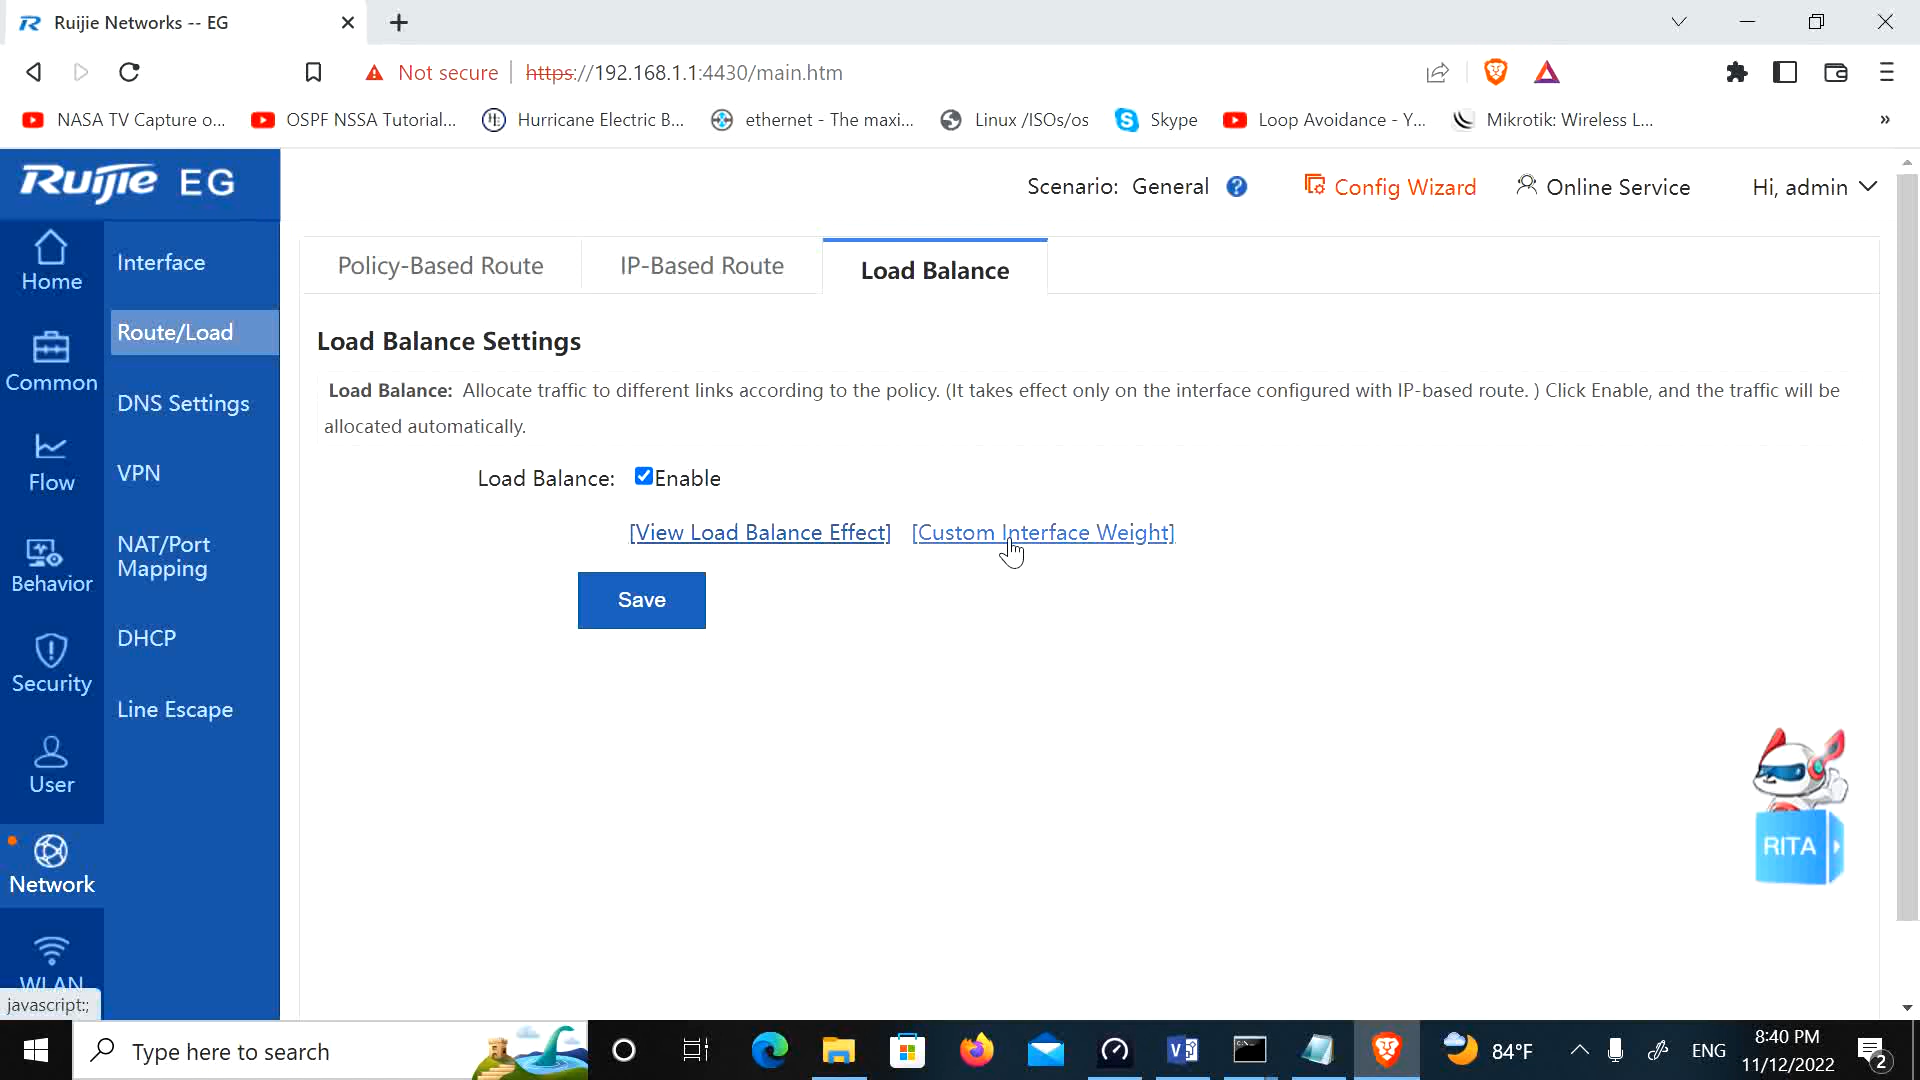 Ruijie Networks -- EG
Not secure
https://192.168.1.1:4430/main.htm
NASA TV Capture o...
OSPF NSSA Tutorial...
Hurricane Electric B...
ethernet - The maxi...
Linux /ISOs/os
Skype
Loop Avoidance - Y...
Mikrotik: Wireless L...
»
Ruijie EG
Scenario: General ?
Config Wizard
Online Service
Hi, admin
Home
Common
Flow
Behavior
Security
User
Network
WLAN
Interface
Route/Load
DNS Settings
VPN
NAT/Port
Mapping
DHCP
Line Escape
Policy-Based Route
IP-Based Route
Load Balance
Load Balance Settings
Load Balance: Allocate traffic to different links according to the policy. (It takes effect only on the interface configured with IP-based route. ) Click Enable, and the traffic will be
allocated automatically.
Load Balance: Enable
[View Load Balance Effect] [Custom Interface Weight]
Save
RITA
javascript:;
Type here to search
84°F
ENG
8:40 PM
11/12/2022
2